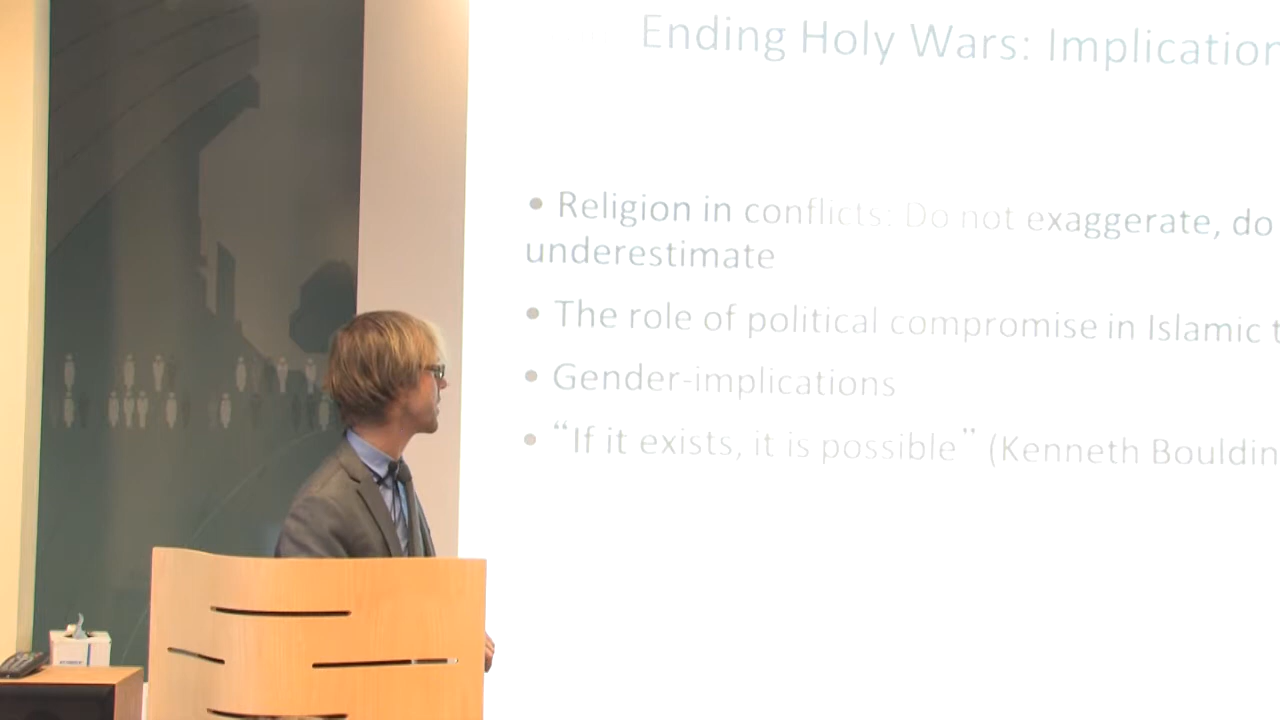 Ending Holy Wars: Implication
• Religion in conflicts: Do not exaggerate, do
underestimate
• The role of political compromise in Islamic t
• Gender-implications
• “If it exists, it is possible” (Kenneth Bouldin